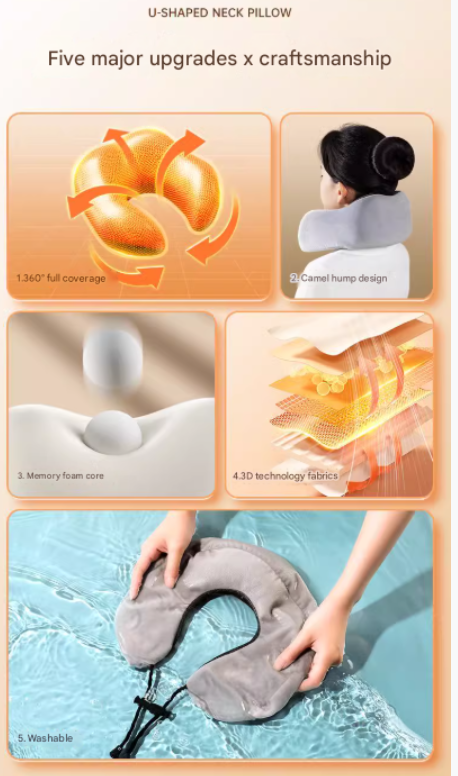 U-SHAPED NECK PILLOW
Five major upgrades x craftsmanship
1.360° full coverage
2. Camel hump design
3. Memory foam core
4.3D technology fabrics
5. Washable